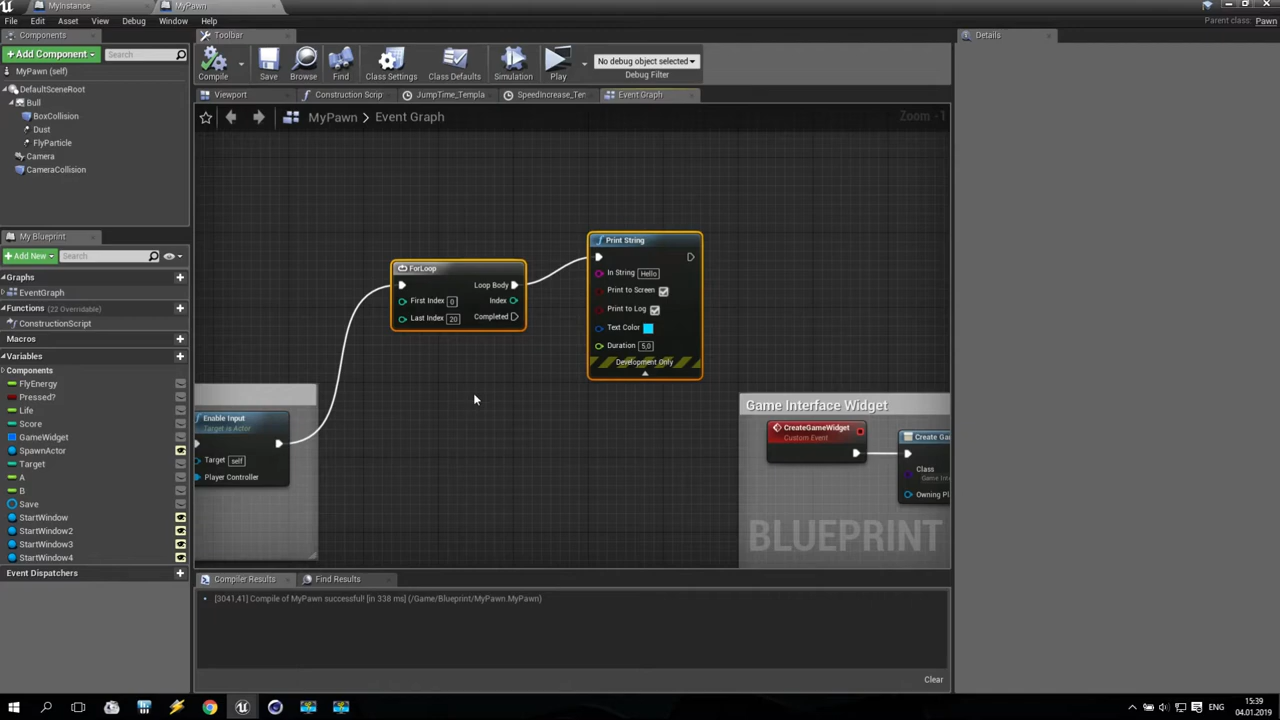 MyInstance
MyPawn
File
Edit
Asset
View
Debug
Window
Help
Parent class: Pawn
Components
Toolbar
Details
+ Add Component
Search
MyPawn (self)
DefaultSceneRoot
Bull
BoxCollision
Dust
FlyParticle
Camera
CameraCollision
Compile
Save
Browse
Find
Class Settings
Class Defaults
Simulation
Play
No debug object selected
Debug Filter
Viewport
Construction Scrip
JumpTime_Templa
SpeedIncrease_Ter
Event Graph
MyPawn > Event Graph
Zoom -1
My Blueprint
+ Add New
Search
Graphs
EventGraph
Functions (22 Overridable)
ConstructionScript
Macros
Variables
Components
FlyEnergy
Pressed?
Life
Score
GameWidget
SpawnActor
Target
A
B
Save
StartWindow
StartWindow2
StartWindow3
StartWindow4
Event Dispatchers
ForLoop
Loop Body
First Index 0
Index
Last Index 20
Completed
Print String
In String Hello
Print to Screen
Print to Log
Text Color
Duration 5,0
Development Only
Enable Input
Target is Actor
Target self
Player Controller
Game Interface Widget
CreateGameWidget
Custom Event
Create Ga
Class
Game In
Owning Pl
BLUEPRINT
Compiler Results
Find Results
[3041,41] Compile of MyPawn successful! [in 338 ms] (/Game/Blueprint/MyPawn.MyPawn)
Clear
ENG
15:39
04.01.2019